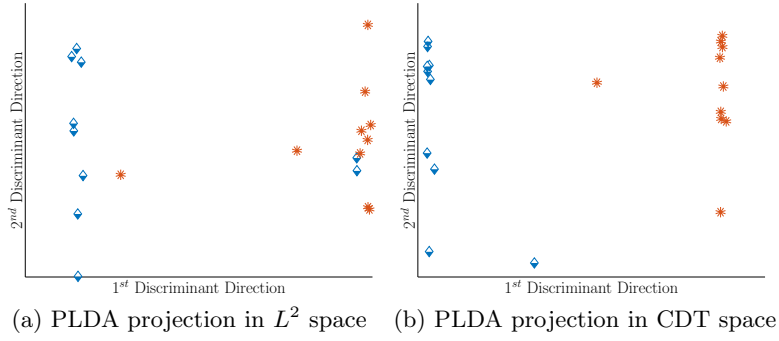 2nd Discriminant Direction
1st Discriminant Direction
(a) PLDA projection in L2 space
2nd Discriminant Direction
1st Discriminant Direction
(b) PLDA projection in CDT space